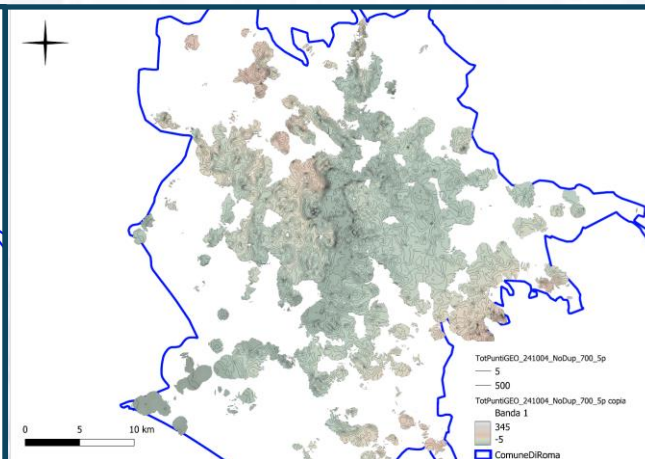 TotPuntiGEO_241004_NoDup_700_5p
5
500
TotPuntiGEO_241004_NoDup_700_5p copia
Banda 1
345
-5
ComuneDiRoma
0 5 10 km